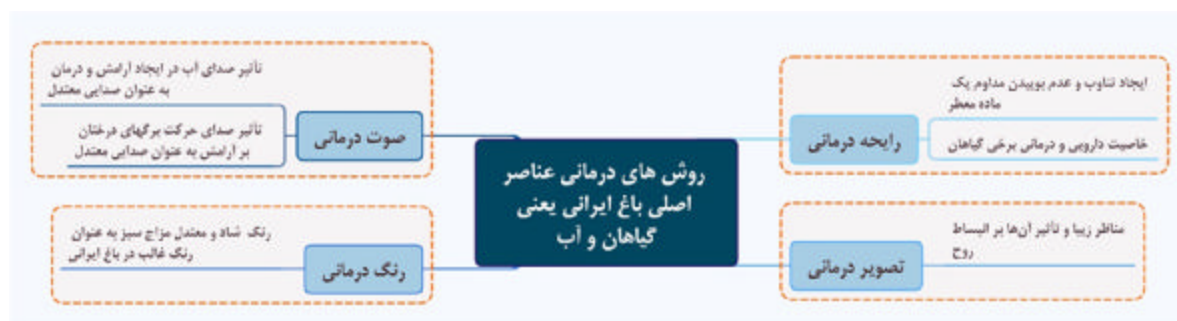 روش های درمانی عناصر
اصلی باغ ایرانی یعنی
گیاهان و آب
رایحه درمانی
ایجاد تناوب و عدم بوییدن مداوم یک
ماده معطر
خاصیت دارویی و درمانی برخی گیاهان
تصویر درمانی
مناظر زیبا و تأثیر آن‌ها بر انبساط
روح
صوت درمانی
تأثیر صدای آب در ایجاد آرامش و درمان
به عنوان صدایی معتدل
تأثیر صدای حرکت برگهای درختان
بر آرامش به عنوان صدایی معتدل
رنگ درمانی
رنگ شاد و معتدل مزاج سبز به عنوان
رنگ غالب در باغ ایرانی